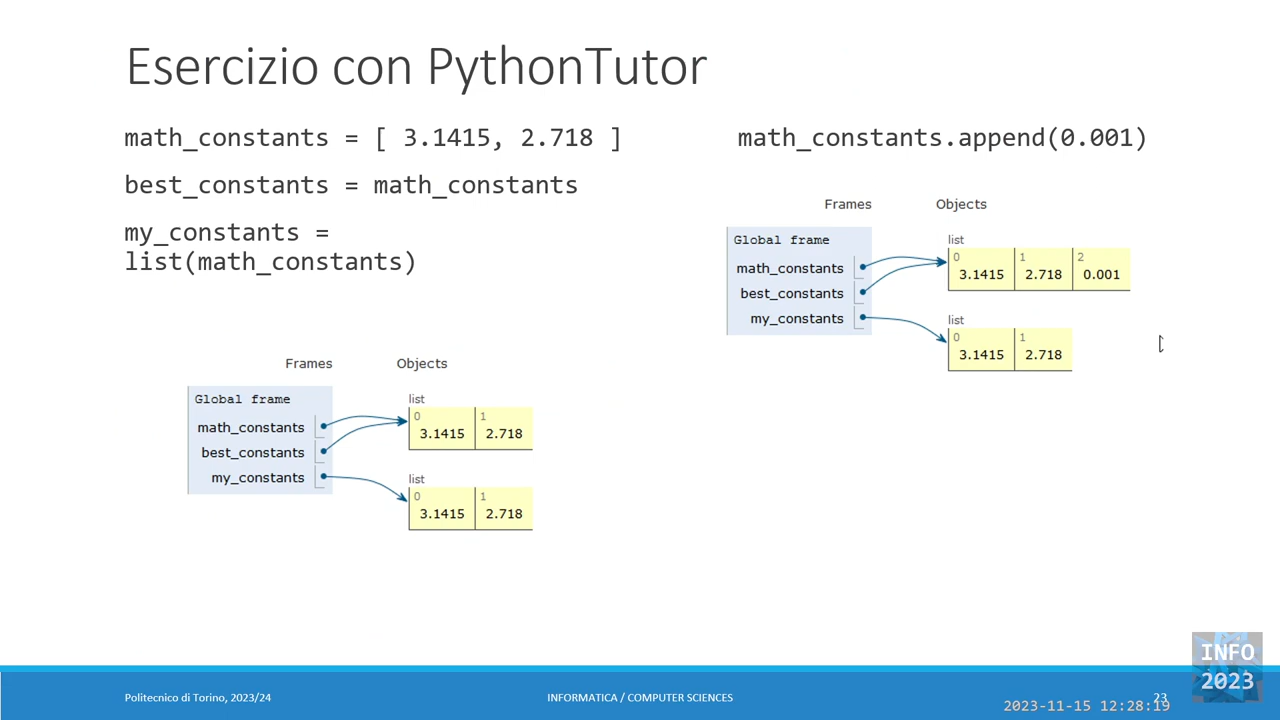 Esercizio con PythonTutor
math_constants = [ 3.1415, 2.718 ]
best_constants = math_constants
my_constants =
list(math_constants)
Frames Objects
Global frame
math_constants
best_constants
my_constants
list
0 1
3.1415 2.718
list
0 1
3.1415 2.718
math_constants.append(0.001)
Frames Objects
Global frame
math_constants
best_constants
my_constants
list
0 1 2
3.1415 2.718 0.001
list
0 1
3.1415 2.718
Politecnico di Torino, 2023/24
INFORMATICA / COMPUTER SCIENCES
23
INFO
2023
2023-11-15 12:28:19